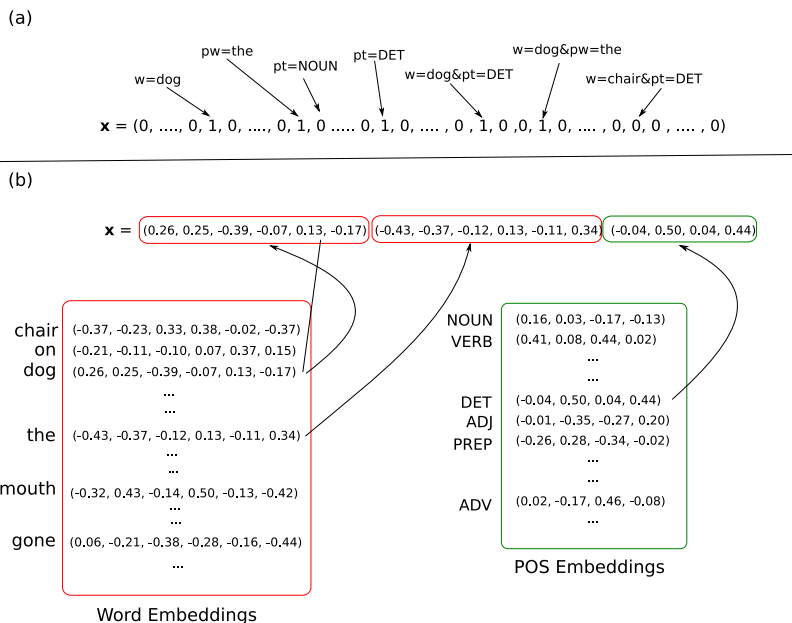 (a)
pw=the
w=dog
pt=NOUN
pt=DET
w=dog&pt=DET
w=dog&pw=the
w=chair&pt=DET
x = (0, ...., 0, 1, 0, ...., 0, 1, 0 ..... 0, 1, 0, .... , 0 , 1, 0 ,0, 1, 0, .... , 0, 0, 0 , .... , 0)
(b)
x = (0.26, 0.25, -0.39, -0.07, 0.13, -0.17) (-0.43, -0.37, -0.12, 0.13, -0.11, 0.34) (-0.04, 0.50, 0.04, 0.44)
chair (-0.37, -0.23, 0.33, 0.38, -0.02, -0.37)
on (-0.21, -0.11, -0.10, 0.07, 0.37, 0.15)
dog (0.26, 0.25, -0.39, -0.07, 0.13, -0.17)
...
...
the (-0.43, -0.37, -0.12, 0.13, -0.11, 0.34)
...
...
mouth (-0.32, 0.43, -0.14, 0.50, -0.13, -0.42)
...
...
gone (0.06, -0.21, -0.38, -0.28, -0.16, -0.44)
...
Word Embeddings
NOUN (0.16, 0.03, -0.17, -0.13)
VERB (0.41, 0.08, 0.44, 0.02)
...
...
DET (-0.04, 0.50, 0.04, 0.44)
ADJ (-0.01, -0.35, -0.27, 0.20)
PREP (-0.26, 0.28, -0.34, -0.02)
...
...
ADV (0.02, -0.17, 0.46, -0.08)
...
POS Embeddings